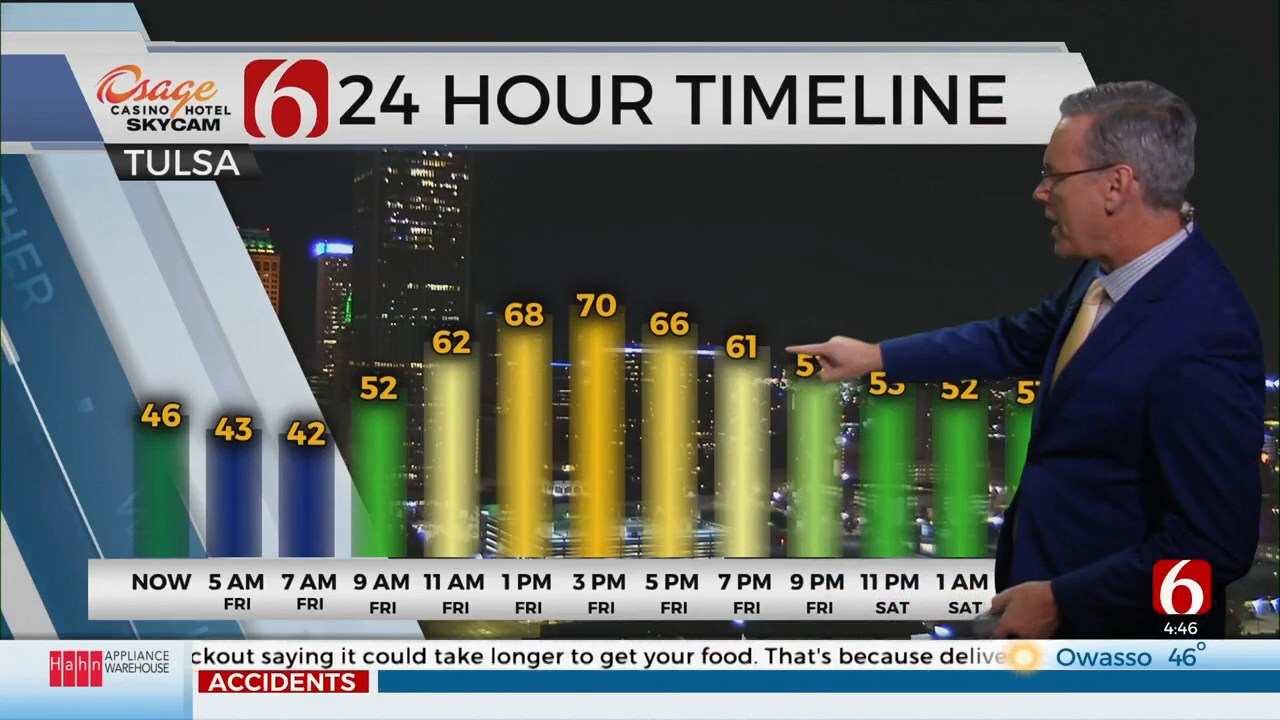 Osage
CASINO HOTEL
SKYCAM
6
24 HOUR TIMELINE
TULSA
46 43 42 52 62 68 70 66 61 52
NOW 5 AM 7 AM 9 AM 11 AM 1 PM 3 PM 5 PM 7 PM 9 PM 11 PM 1 AM
FRI FRI FRI FRI FRI FRI FRI FRI FRI SAT SAT
6
4:46
Hahn APPLIANCE
WAREHOUSE
ckout saying it could take longer to get your food. That's because delive
Owasso 46°
ACCIDENTS